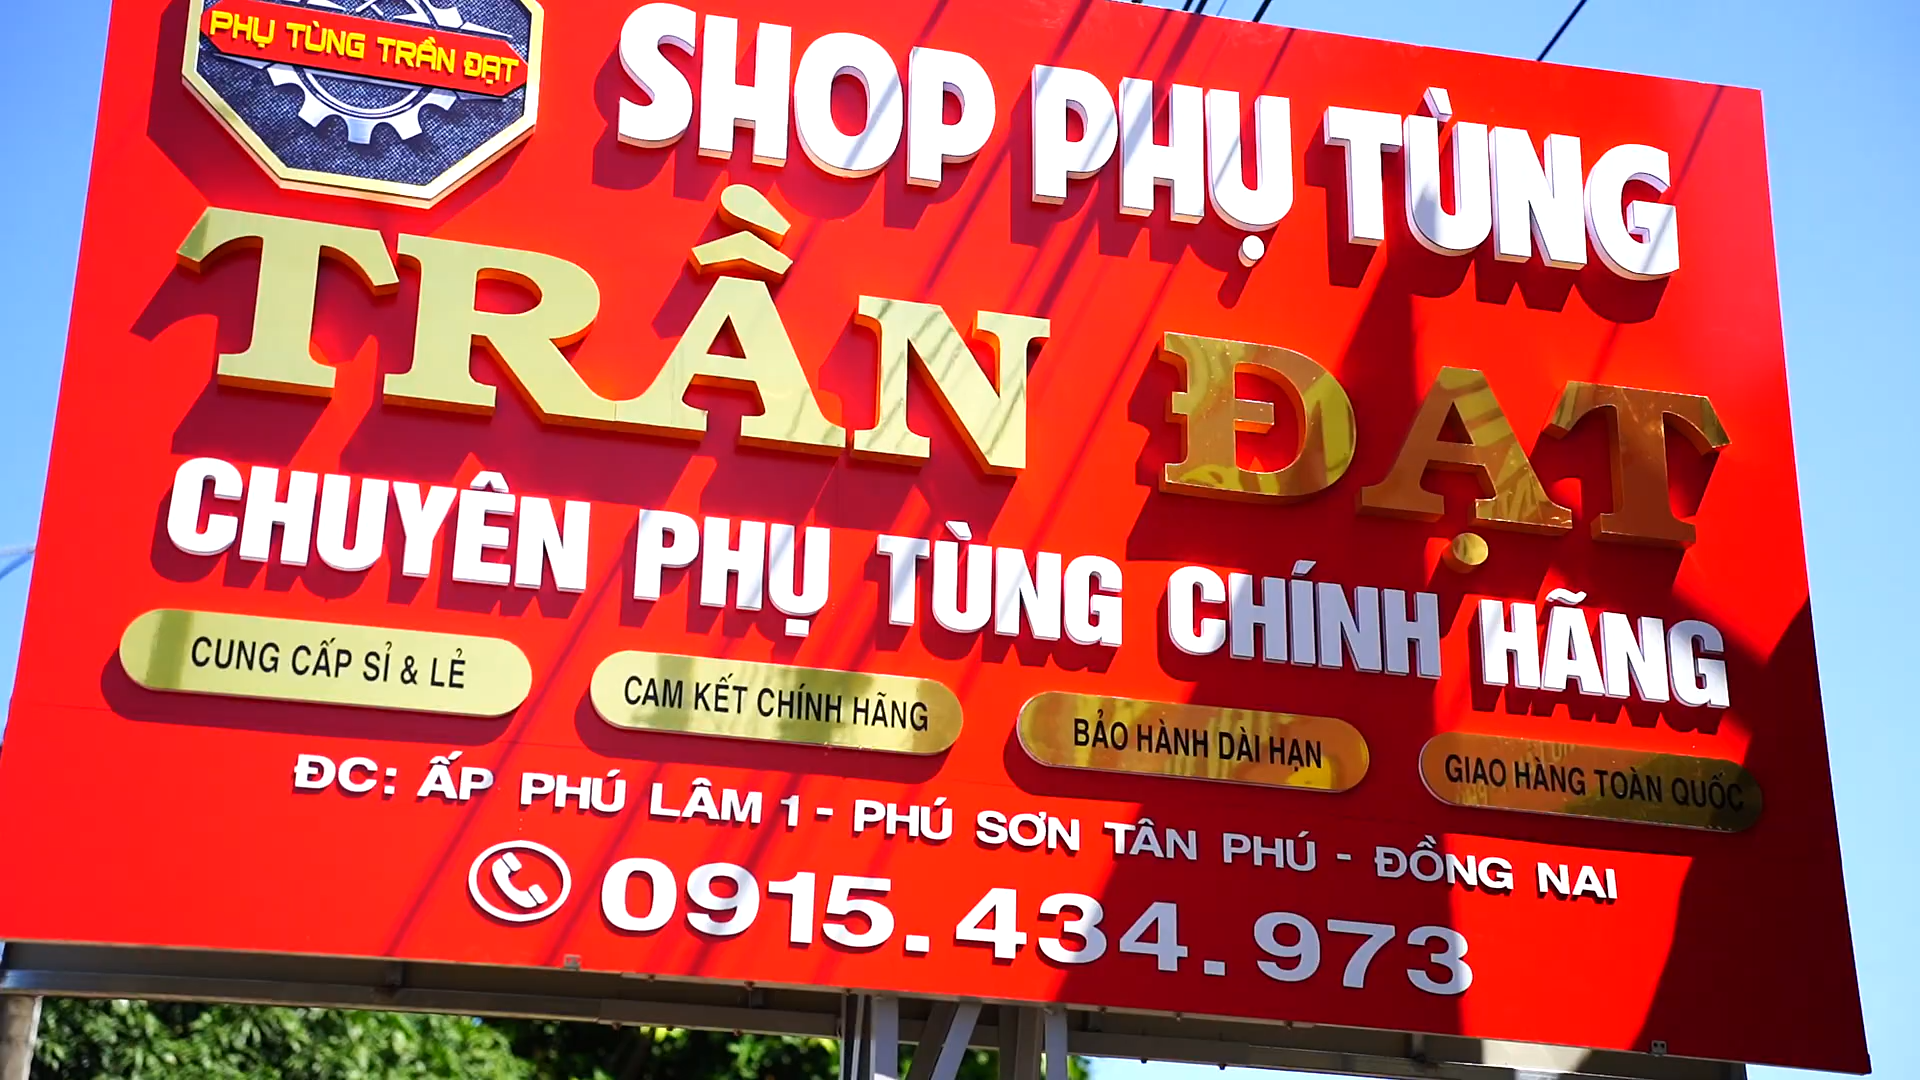 PHỤ TÙNG TRẦN ĐẠT
SHOP PHỤ TÙNG
TRẦN ĐẠT
CHUYÊN PHỤ TÙNG CHÍNH HÃNG
CUNG CẤP SỈ & LẺ
CAM KẾT CHÍNH HÃNG
BẢO HÀNH DÀI HẠN
GIAO HÀNG TOÀN QUỐC
ĐC: ẤP PHÚ LÂM 1 - PHÚ SƠN TÂN PHÚ - ĐỒNG NAI
0915.434.973